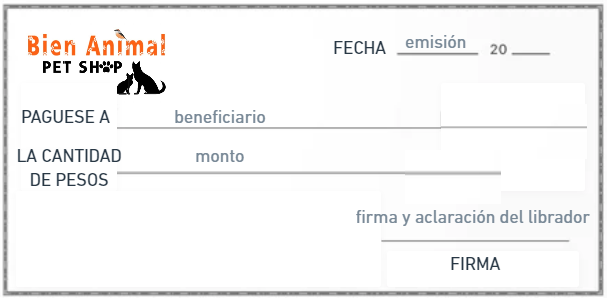 Bien Animal
PET SHOP
FECHA emisión 20
PAGUESE A beneficiario
LA CANTIDAD monto
DE PESOS
firma y aclaración del librador
FIRMA